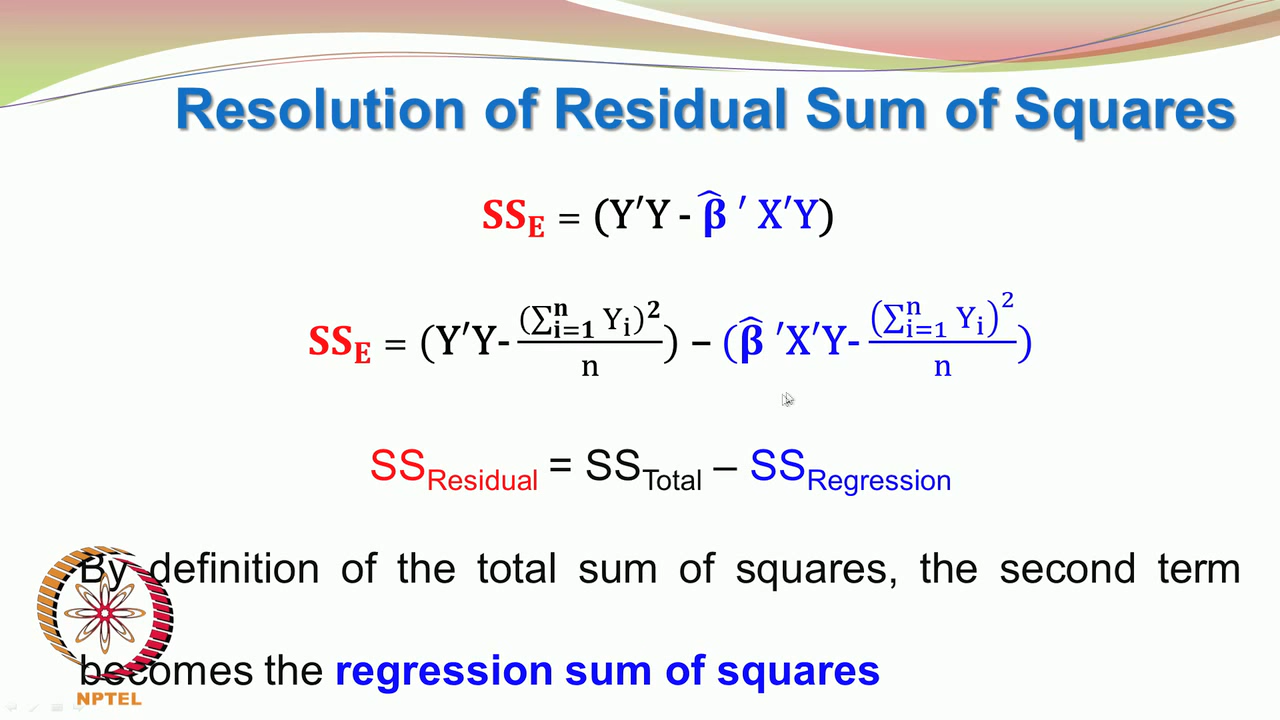 Resolution of Residual Sum of Squares
SS_E = (Y′Y - β̂ ′ X′Y)
SS_E = (Y′Y- (∑_{i=1}^{n} Y_i)^2 / n) – (β̂ ′X′Y- (∑_{i=1}^{n} Y_i)^2 / n)
SS_Residual = SS_Total – SS_Regression
By definition of the total sum of squares, the second term
becomes the regression sum of squares
NPTEL